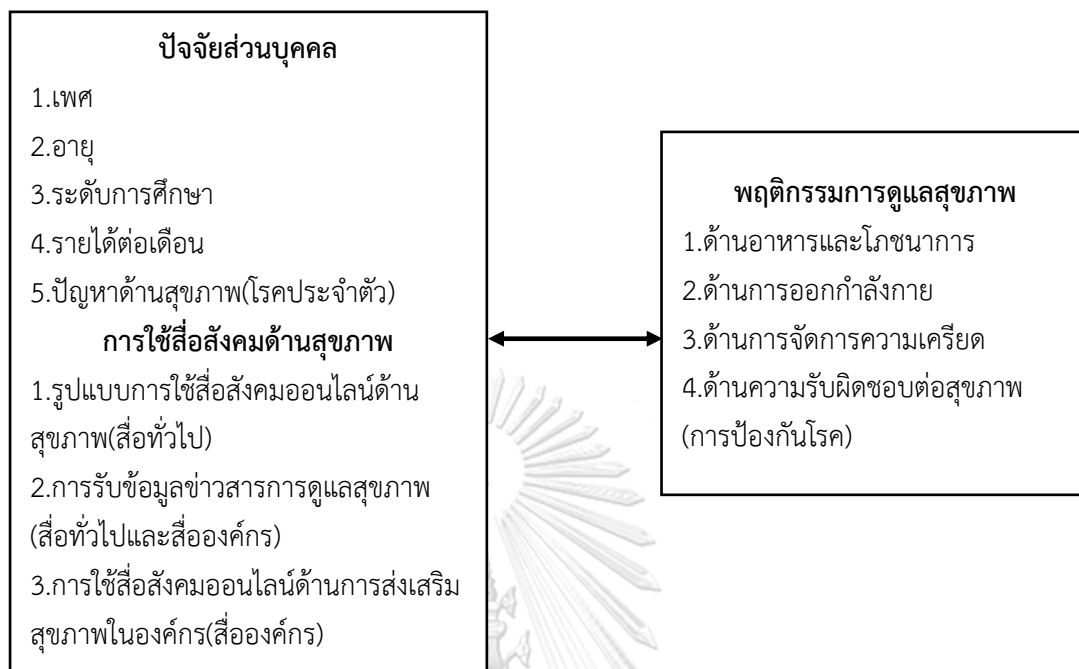 ปัจจัยส่วนบุคคล
1.เพศ
2.อายุ
3.ระดับการศึกษา
4.รายได้ต่อเดือน
5.ปัญหาด้านสุขภาพ(โรคประจำตัว)
การใช้สื่อสังคมด้านสุขภาพ
1.รูปแบบการใช้สื่อสังคมออนไลน์ด้าน
สุขภาพ(สื่อทั่วไป)
2.การรับข้อมูลข่าวสารการดูแลสุขภาพ
(สื่อทั่วไปและสื่อองค์กร)
3.การใช้สื่อสังคมออนไลน์ด้านการส่งเสริม
สุขภาพในองค์กร(สื่อองค์กร)
พฤติกรรมการดูแลสุขภาพ
1.ด้านอาหารและโภชนาการ
2.ด้านการออกกำลังกาย
3.ด้านการจัดการความเครียด
4.ด้านความรับผิดชอบต่อสุขภาพ
(การป้องกันโรค)